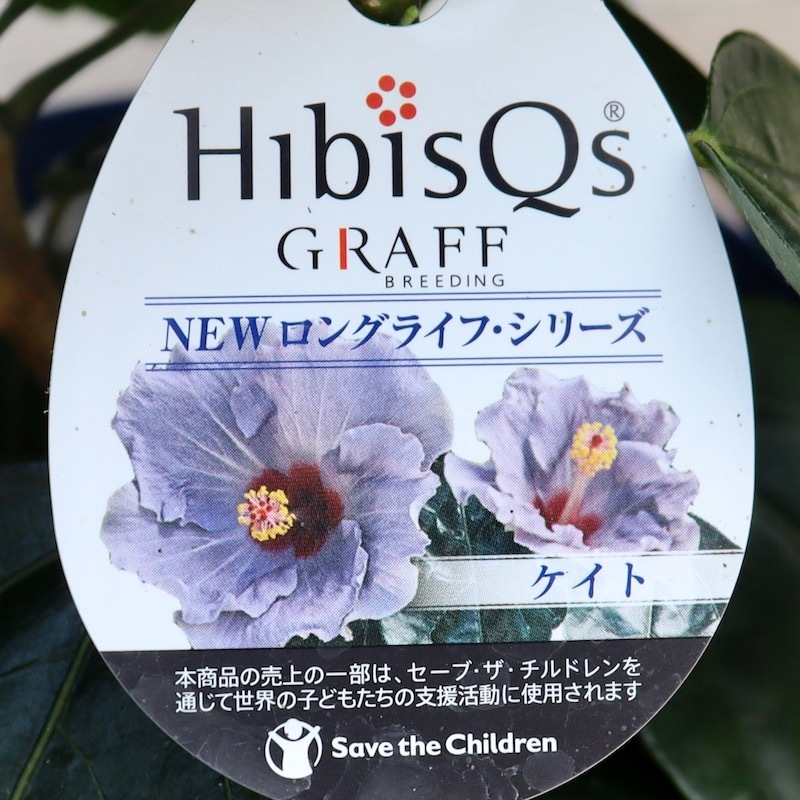 HibisQs®
GRAFF
BREEDING
NEWロングライフ・シリーズ
ケイト
本商品の売上の一部は、セーブ・ザ・チルドレンを
通じて世界の子どもたちの支援活動に使用されます
Save the Children